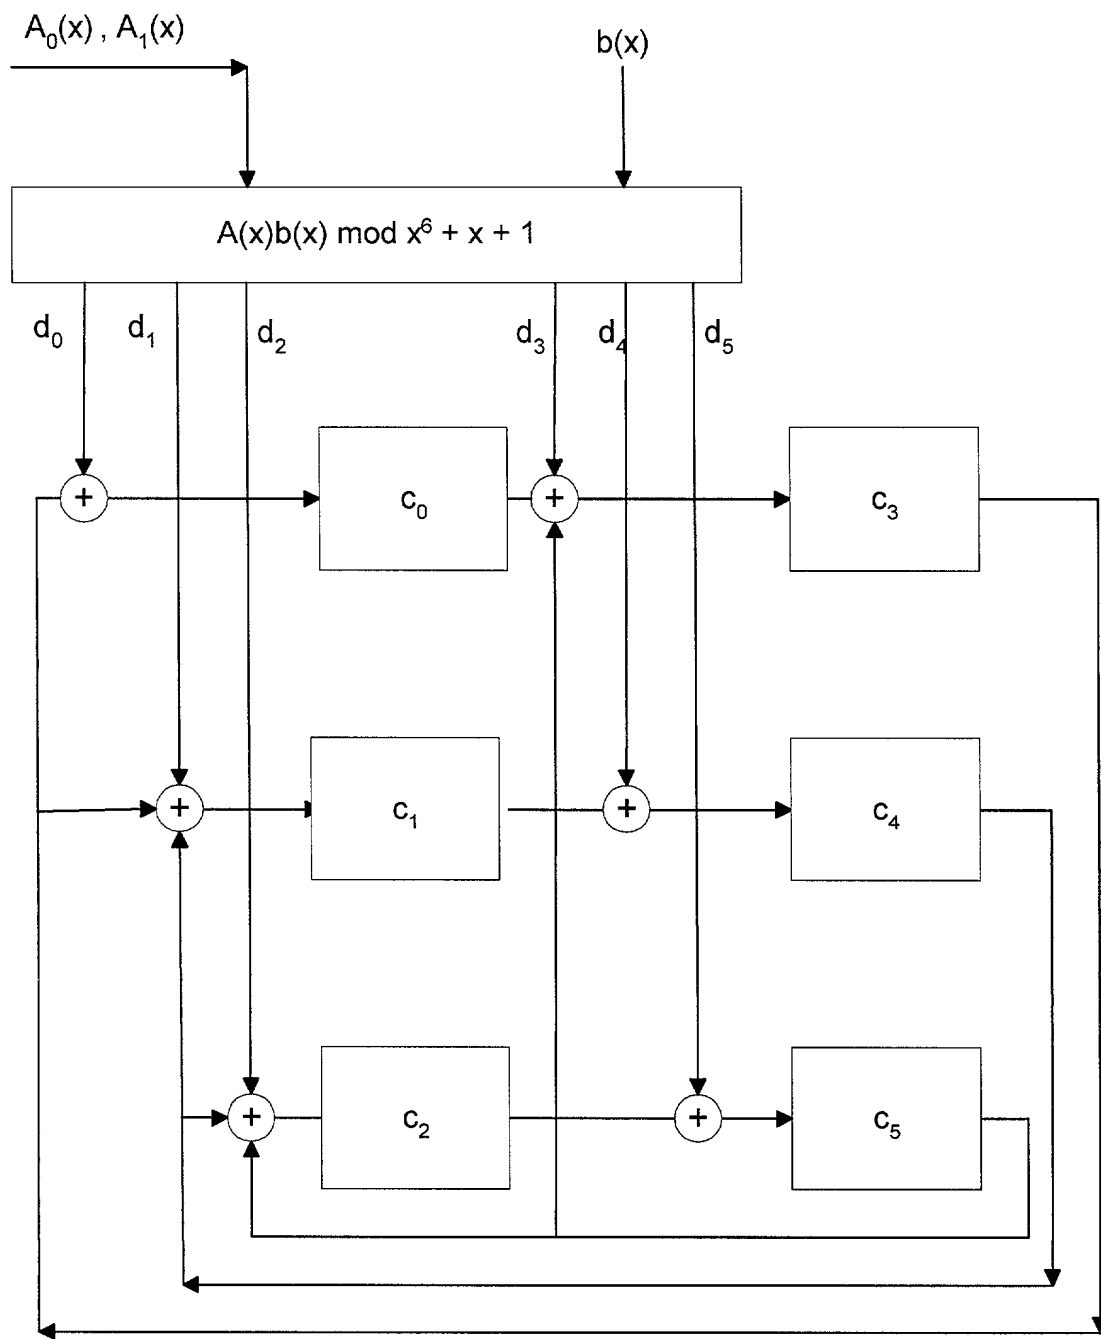 A₀(x) , A₁(x)
b(x)
A(x)b(x) mod x⁶ + x + 1
d₀ d₁ d₂ d₃ d₄ d₅
+ c₀ + c₃
+ c₁ + c₄
+ c₂ + c₅